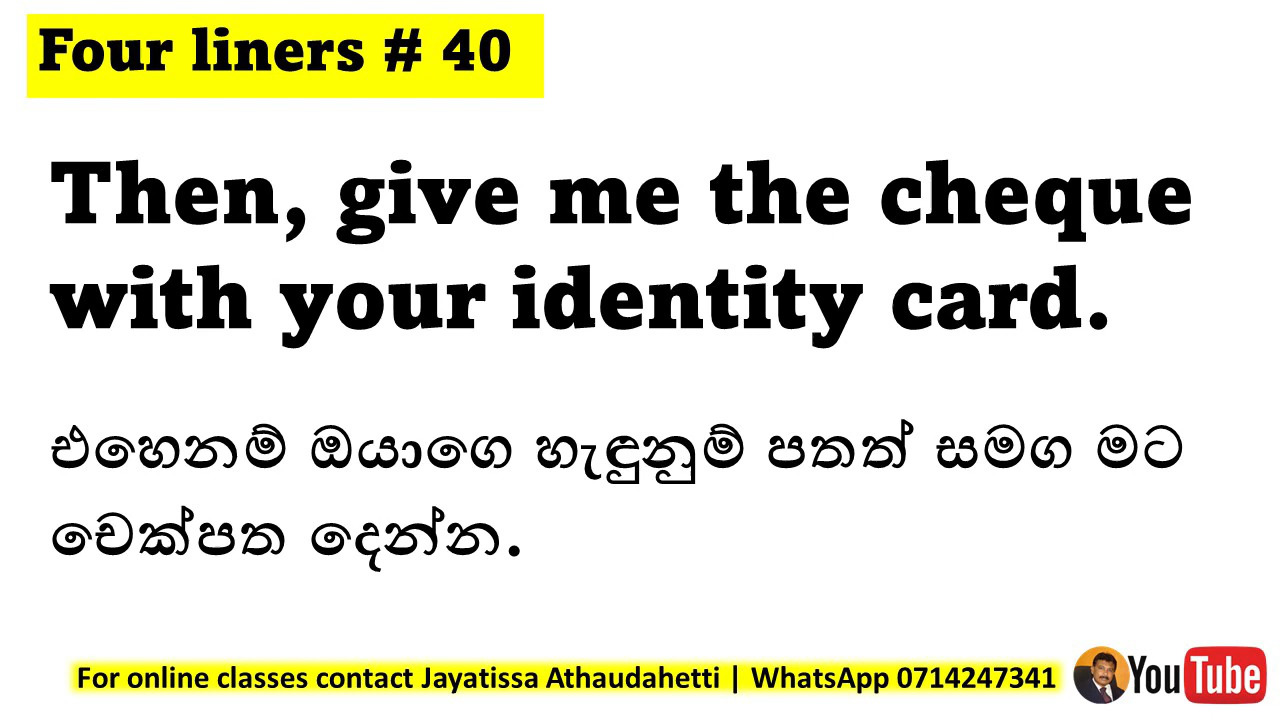 Four liners # 40
Then, give me the cheque
with your identity card.
එහෙනම් ඔයාගෙ හැඳුනුම් පතත් සමග මට
චෙක්පත දෙන්න.
For online classes contact Jayatissa Athaudahetti | WhatsApp 0714247341
YouTube